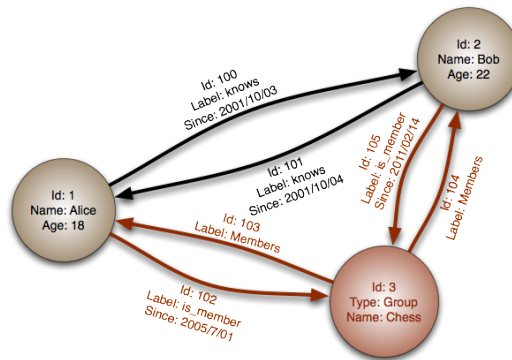 Id: 2
Name: Bob
Age: 22
Id: 100
Label: knows
Since: 2001/10/03
Id: 101
Label: knows
Since: 2001/10/04
Id: 105
Label: is_member
Since: 2011/02/14
Id: 104
Label: Members
Id: 1
Name: Alice
Age: 18
Id: 103
Label: Members
Id: 102
Label: is_member
Since: 2005/7/01
Id: 3
Type: Group
Name: Chess